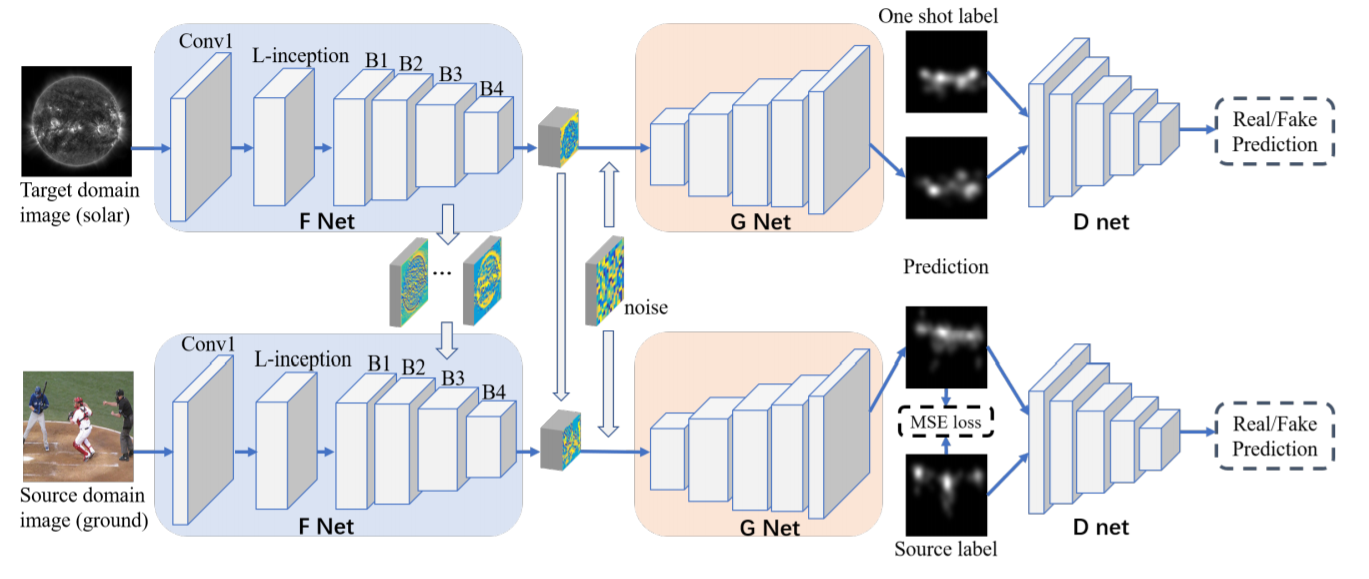 One shot label
Conv1
L-inception
B1
B2
B3
B4
Real/Fake
Prediction
Target domain
image (solar)
F Net
G Net
D net
...
noise
Prediction
Conv1
L-inception
B1
B2
B3
B4
MSE loss
Real/Fake
Prediction
Source domain
image (ground)
F Net
G Net
D net
Source label